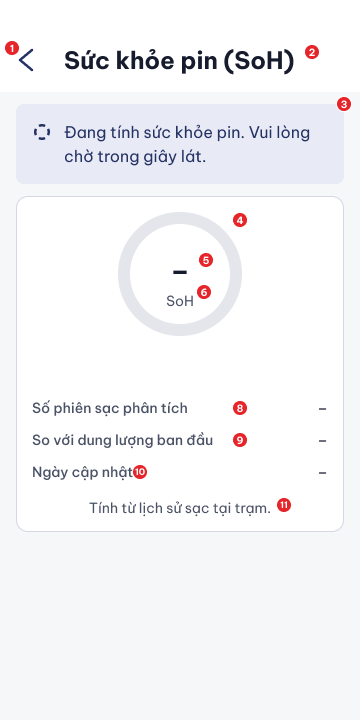 1
Sức khỏe pin (SoH) 2
3
Đang tính sức khỏe pin. Vui lòng
chờ trong giây lát.
4
– 5
SoH 6
Số phiên sạc phân tích 8 –
So với dung lượng ban đầu 9 –
Ngày cập nhật 10 –
Tính từ lịch sử sạc tại trạm. 11